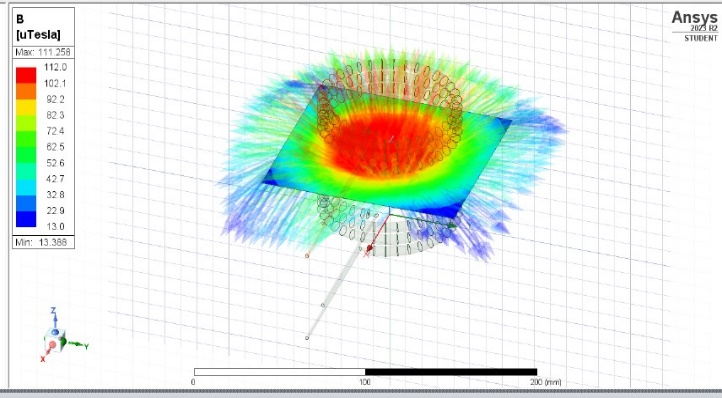 B
[uTesla]
Max: 111.258
112.0
102.1
92.2
82.3
72.4
62.5
52.6
42.7
32.8
22.9
13.0
Min: 13.388
Ansys
2023 R2
STUDENT
Z
Y
X
X
0 100 200 (mm)